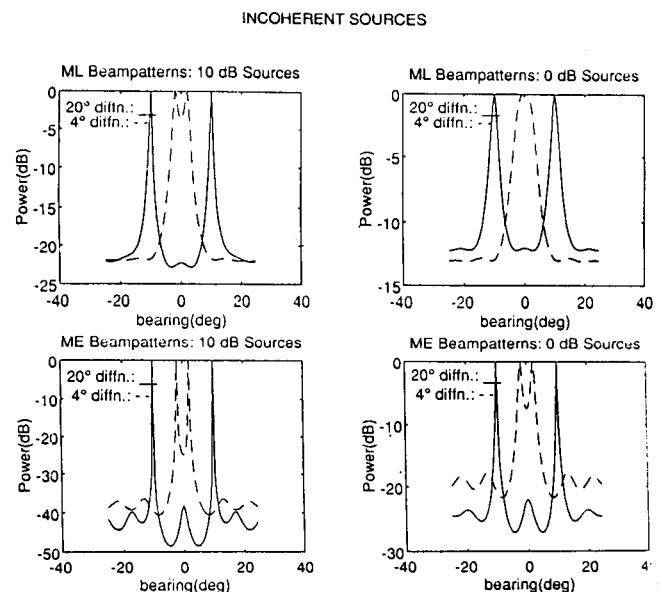 INCOHERENT SOURCES
ML Beampatterns: 10 dB Sources
0
-5
-10
-15
-20
-25
Power(dB)
20° diffn.:
4° diffn.:
-40
-20
0
20
40
bearing(deg)
ML Beampatterns: 0 dB Sources
0
-5
-10
-15
Power(dB)
20° diffn.:
4° diffn.:
-40
-20
0
20
40
bearing(deg)
ME Beampatterns: 10 dB Sources
0
-10
-20
-30
-40
-50
Power(dB)
20° diffn.:
4° diffn.:
-40
-20
0
20
40
bearing(deg)
ME Beampatterns: 0 dB Sources
0
-10
-20
-30
Power(dB)
20° diffn.:
4° diffn.:
-40
-20
0
20
bearing(deg)